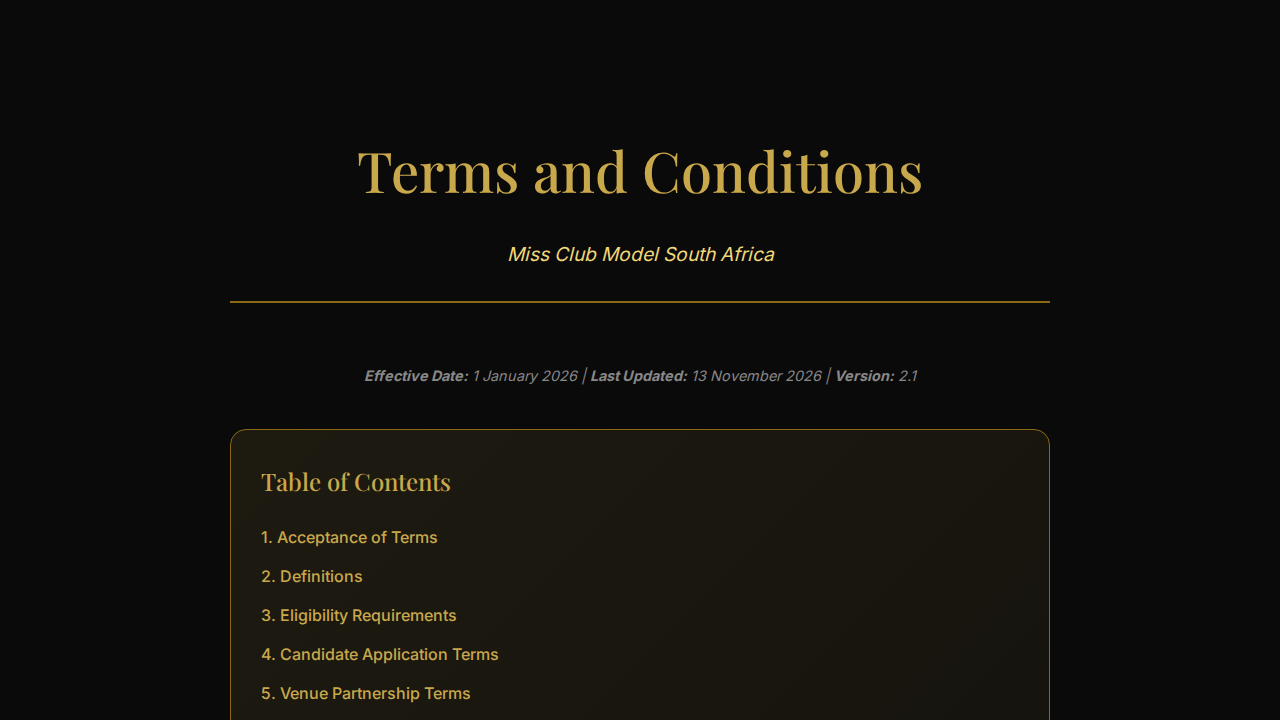 Terms and Conditions
Miss Club Model South Africa
Effective Date: 1 January 2026 | Last Updated: 13 November 2026 | Version: 2.1
Table of Contents
1. Acceptance of Terms
2. Definitions
3. Eligibility Requirements
4. Candidate Application Terms
5. Venue Partnership Terms